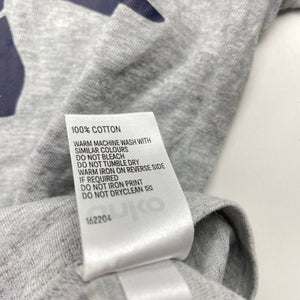 100% COTTON
WARM MACHINE WASH WITH
SIMILAR COLOURS
DO NOT BLEACH
DO NOT TUMBLE DRY
WARM IRON ON REVERSE SIDE
IF REQUIRED
DO NOT IRON PRINT
DO NOT DRYCLEAN
162204